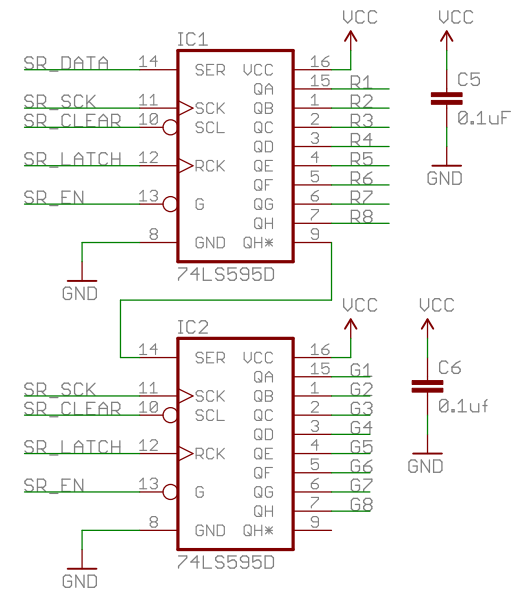 VCC VCC
IC1
SR_DATA 14 SER VCC 16
QA 15 R1
SR_SCK 11 SCK QB 1 R2
SR_CLEAR 10 SCL QC 2 R3
QD 3 R4
SR_LATCH 12 RCK QE 4 R5
QF 5 R6
SR_EN 13 G QG 6 R7
QH 7 R8
8 GND QH* 9
C5
0.1uF
GND
GND
74LS595D
VCC VCC
IC2
14 SER VCC 16
QA 15 G1
SR_SCK 11 SCK QB 1 G2
SR_CLEAR 10 SCL QC 2 G3
QD 3 G4
SR_LATCH 12 RCK QE 4 G5
QF 5 G6
SR_EN 13 G QG 6 G7
QH 7 G8
8 GND QH* 9
C6
0.1uf
GND
GND
74LS595D